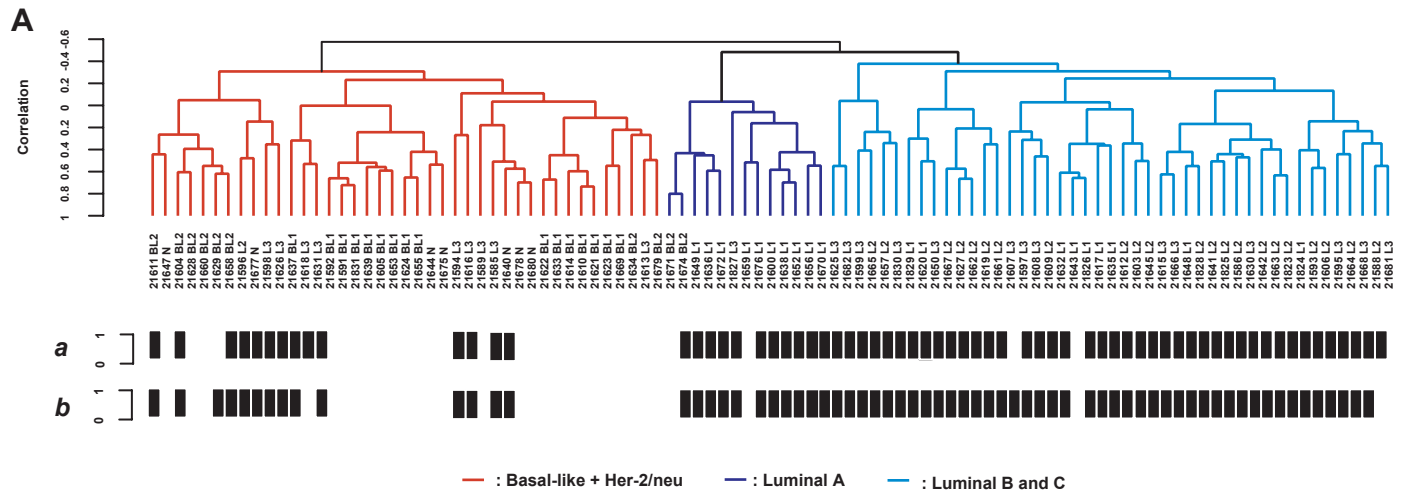 A
Correlation
-0.6
-0.4
0.2
0
0.2
0.4
0.6
0.8
1
21611 BL2
21647 N
21604 BL2
21628 BL2
21660 BL2
21629 BL2
21658 BL2
21596 L2
21677 N
21598 L3
21626 L3
21637 BL1
21618 L3
21631 L3
21592 BL1
21591 BL1
21831 BL1
21639 BL1
21605 BL1
21653 BL1
21624 BL1
21655 BL1
21644 N
21675 N
21594 L3
21616 L3
21589 L3
21585 L3
21640 N
21678 N
21680 N
21622 BL1
21633 BL1
21614 BL1
21610 BL1
21621 BL1
21623 BL1
21669 BL1
21634 BL2
21613 L3
21679 BL2
21671 BL2
21674 BL2
21649 L1
21636 L1
21672 L1
21827 L3
21659 L1
21676 L1
21600 L1
21638 L1
21652 L1
21656 L1
21670 L1
21625 L3
21682 L3
21599 L3
21665 L2
21657 L2
21830 L3
21829 L1
21620 L2
21650 L3
21667 L2
21627 L2
21662 L2
21619 L2
21661 L2
21607 L3
21597 L3
21608 L3
21609 L2
21632 L1
21643 L1
21617 L1
21635 L1
21612 L2
21603 L2
21645 L2
21615 L3
21666 L3
21648 L1
21828 L1
21641 L2
21825 L2
21586 L2
21630 L3
21642 L2
21663 L2
21823 L2
21824 L1
21593 L3
21606 L2
21595 L3
21664 L2
21668 L3
21588 L2
21681 L3
a
1
0
b
1
0
: Basal-like + Her-2/neu
: Luminal A
: Luminal B and C